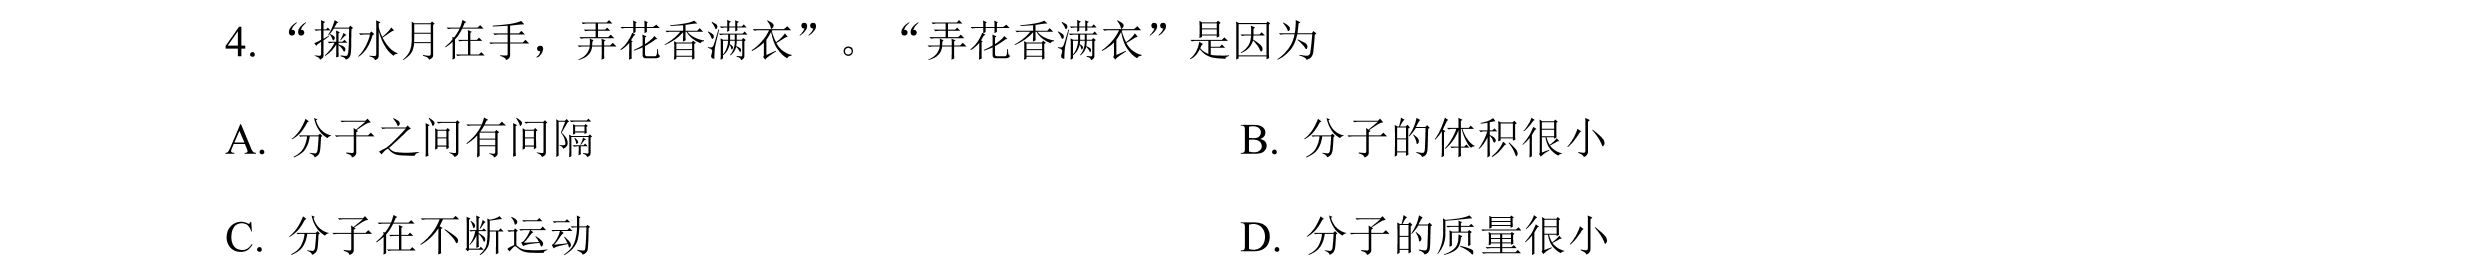 4. “掬水月在手，弄花香满衣”。“弄花香满衣”是因为
A. 分子之间有间隔 B. 分子的体积很小
C. 分子在不断运动 D. 分子的质量很小